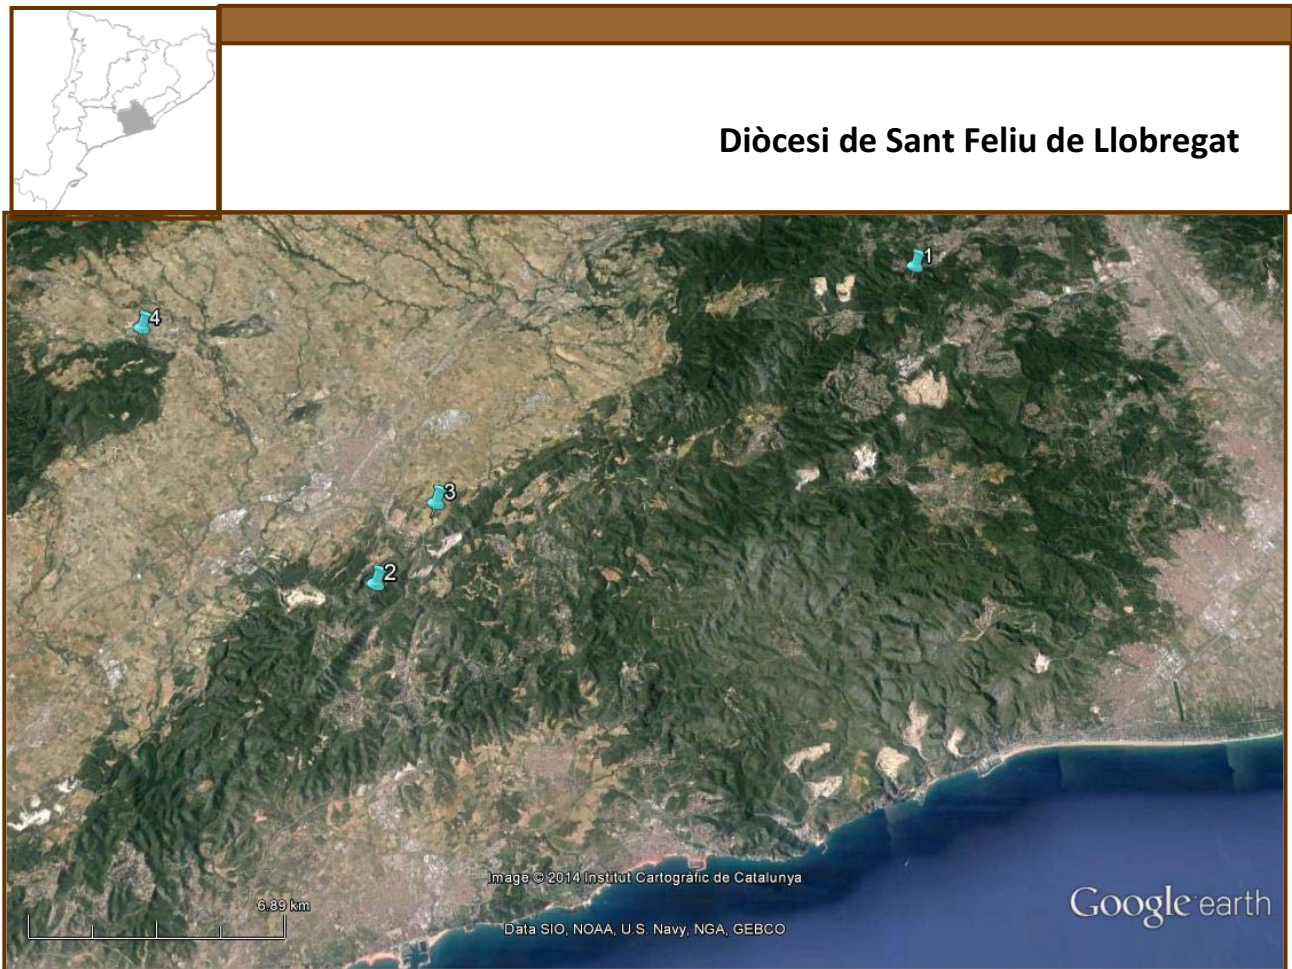 Diòcesi de Sant Feliu de Llobregat
1
4
3
2
Image © 2014 Institut Cartogràfic de Catalunya
6.89 km
Google earth
Data SIO, NOAA, U.S. Navy, NGA, GEBCO